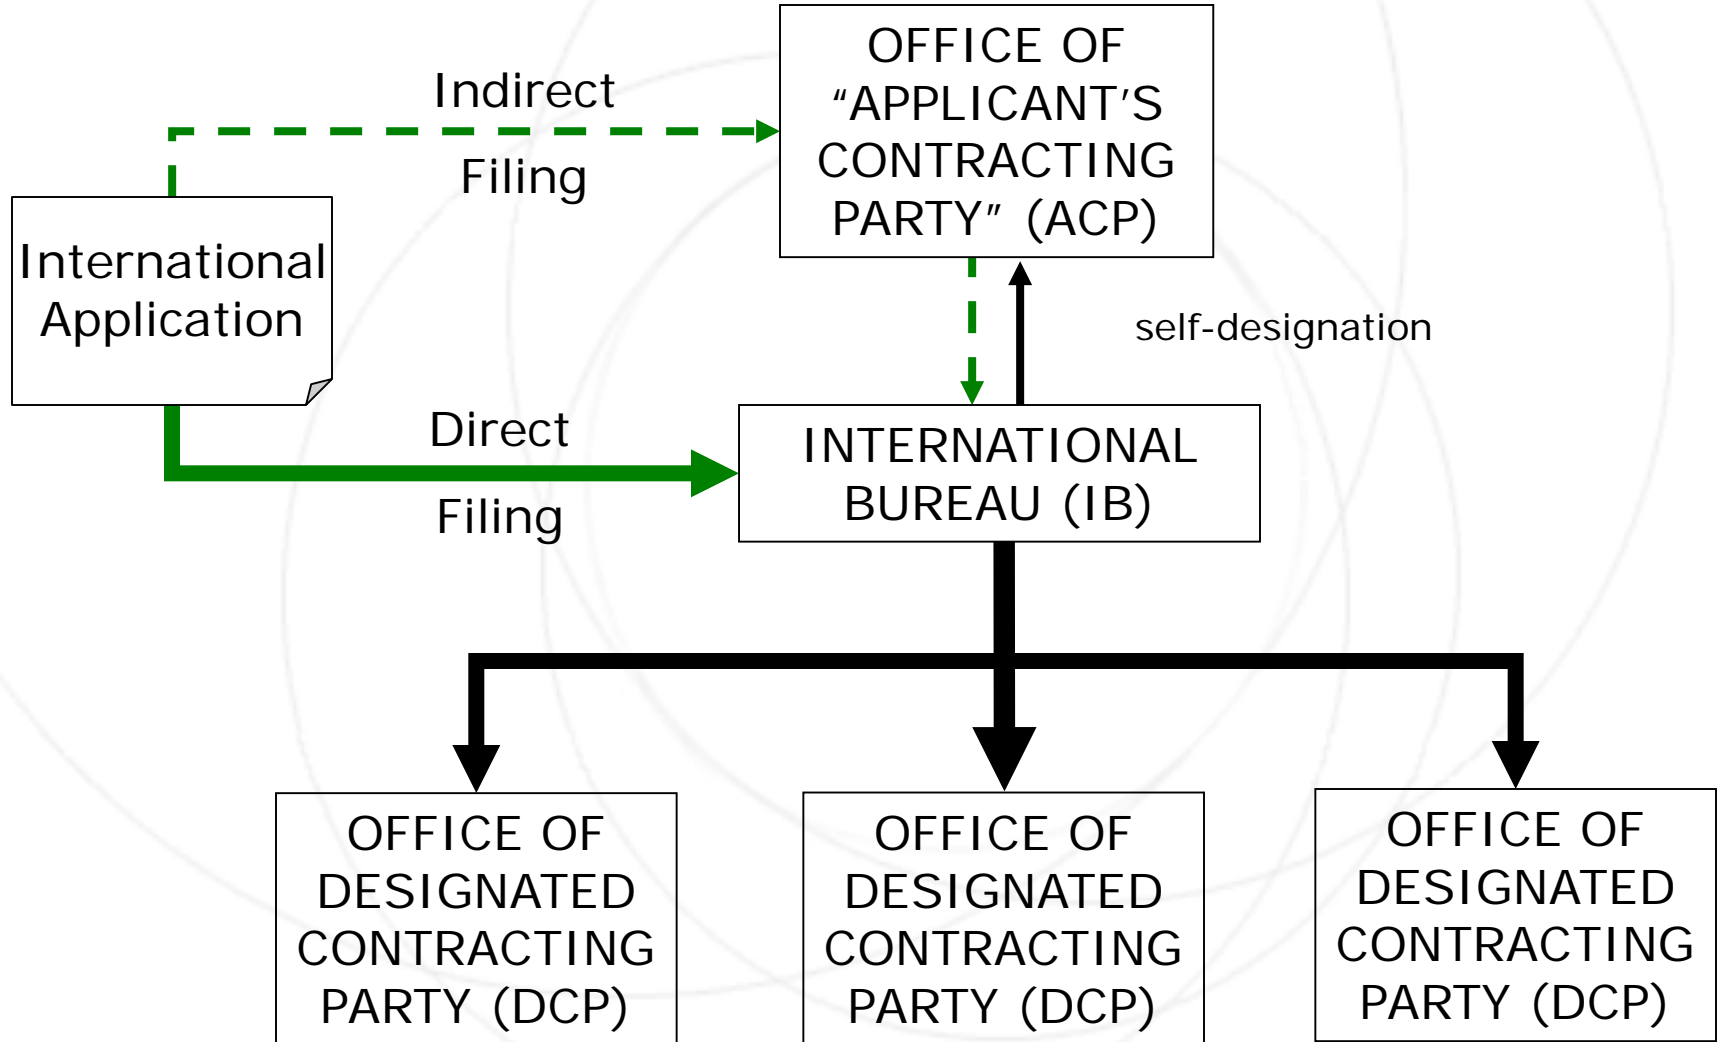 OFFICE OF
“APPLICANT’S
CONTRACTING
PARTY” (ACP)
Indirect
Filing
International
Application
self-designation
Direct
Filing
INTERNATIONAL
BUREAU (IB)
OFFICE OF
DESIGNATED
CONTRACTING
PARTY (DCP)
OFFICE OF
DESIGNATED
CONTRACTING
PARTY (DCP)
OFFICE OF
DESIGNATED
CONTRACTING
PARTY (DCP)